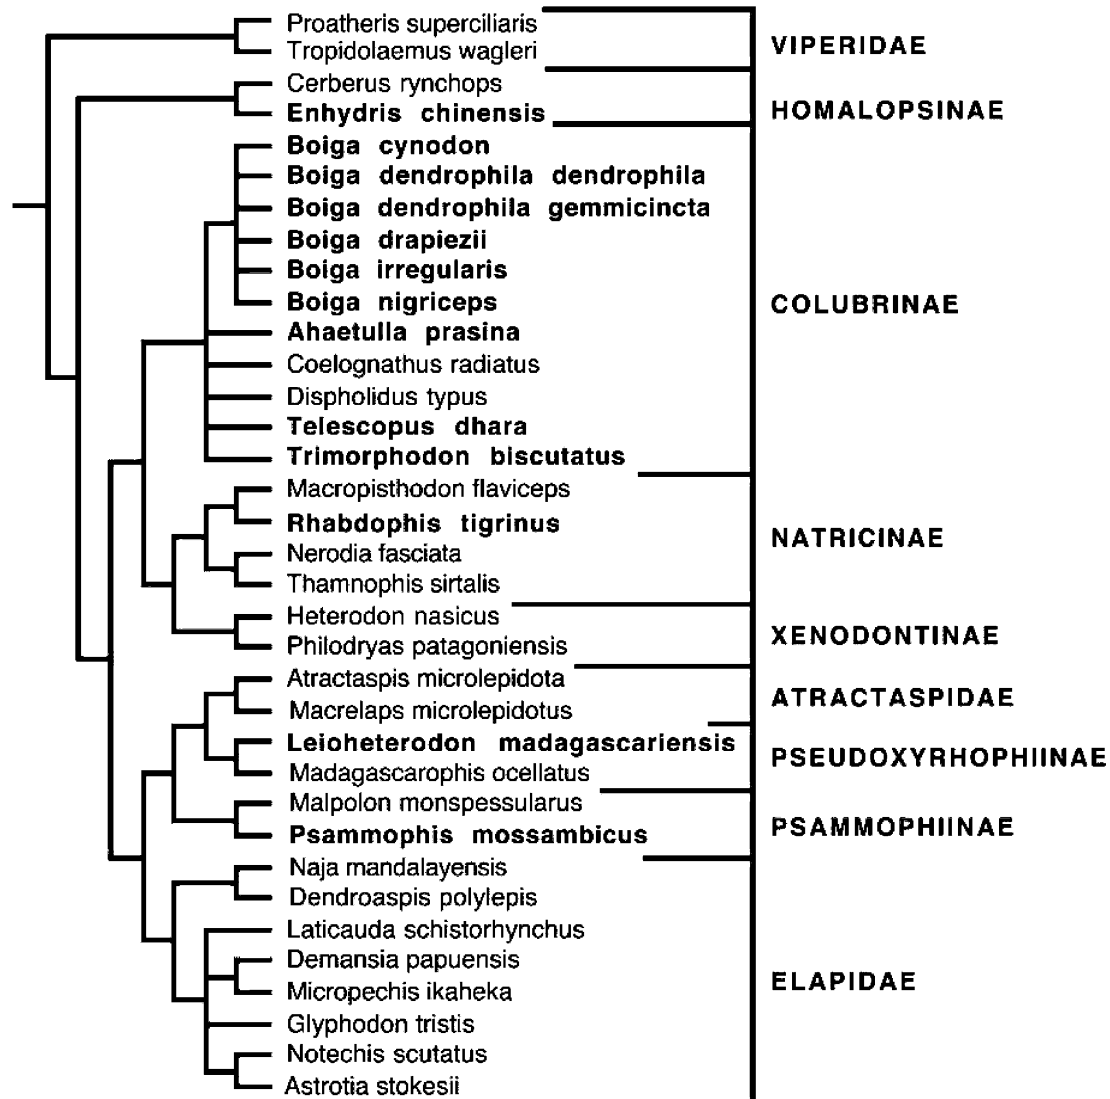 Proatheris superciliaris
Tropidolaemus wagleri
VIPERIDAE
Cerberus rynchops
Enhydris chinensis
HOMALOPSINAE
Boiga cynodon
Boiga dendrophila dendrophila
Boiga dendrophila gemmicincta
Boiga drapiezii
Boiga irregularis
Boiga nigriceps
Ahaetulla prasina
Coelognathus radiatus
Dispholidus typus
Telescopus dhara
Trimorphodon biscutatus
COLUBRINAE
Macropisthodon flaviceps
Rhabdophis tigrinus
Nerodia fasciata
Thamnophis sirtalis
NATRICINAE
Heterodon nasicus
Philodryas patagoniensis
XENODONTINAE
Atractaspis microlepidota
Macrelaps microlepidotus
ATRACTASPIDAE
Leioheterodon madagascariensis
Madagascarophis ocellatus
PSEUDOXYRHOPHIINAE
Malpolon monspessularus
Psammophis mossambicus
PSAMMOPHIINAE
Naja mandalayensis
Dendroaspis polylepis
Laticauda schistorhynchus
Demansia papuensis
Micropechis ikaheka
Glyphodon tristis
Notechis scutatus
Astrotia stokesii
ELAPIDAE